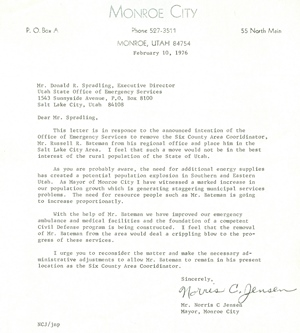 MONROE CITY
P. O. Box A
Phone 527-3511
55 North Main
MONROE, UTAH 84754
February 10, 1976
Mr. Donald R. Spradling, Executive Director
Utah State Office of Emergency Services
1543 Sunnyside Avenue, P.O. Box 8100
Salt Lake City, Utah 84108
Dear Mr. Spradling,
This letter is in response to the announced intention of the
Office of Emergency Services to remove the Six County Area Coordinator,
Mr. Russell R. Bateman from his regional office and place him in the
Salt Lake City Area. I feel that such a move would not be in the best
interest of the rural population of the State of Utah.
As you are probably aware, the need for additional energy supplies
has created a potential population explosion in Southern and Eastern
Utah. As Mayor of Monroe City I have witnessed a marked increase in
our population growth which is generating staggering municipal services
problems. The need for resource people such as Mr. Bateman is going
to increase proportionally.
With the help of Mr. Bateman we have improved our emergency
ambulance and medical facilities and the foundation of a competent
Civil Defense program is being constructed. I feel that the removal
of Mr. Bateman from the area would deal a crippling blow to the pro-
gress of these services.
I urge you to reconsider the matter and make the necessary ad-
ministrative adjustments to allow Mr. Bateman to remain in his present
location as the Six County Area Coordinator.
Sincerely,
Norris C. Jensen
Mr. Norris C Jensen
Mayor, Monroe City
NCJ/jnp